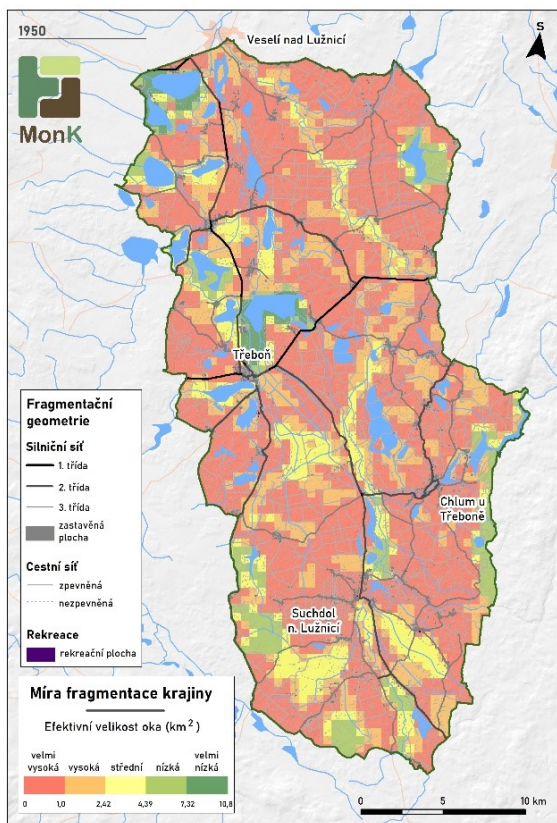 1950
MonK
S
Veselí nad Lužnicí
Třeboň
Chlum u
Třeboně
Suchdol
n. Lužnicí
Fragmentační
geometrie
Silniční síť
1. třída
2. třída
3. třída
zastavěná
plocha
Cestní síť
zpevněná
nezpevněná
Rekreace
rekreační plocha
Míra fragmentace krajiny
Efektivní velikost oka (km²)
velmi vysoká vysoká střední nízká velmi nízká
0 1,0 2,42 4,39 7,32 10,8
0 5 10 km